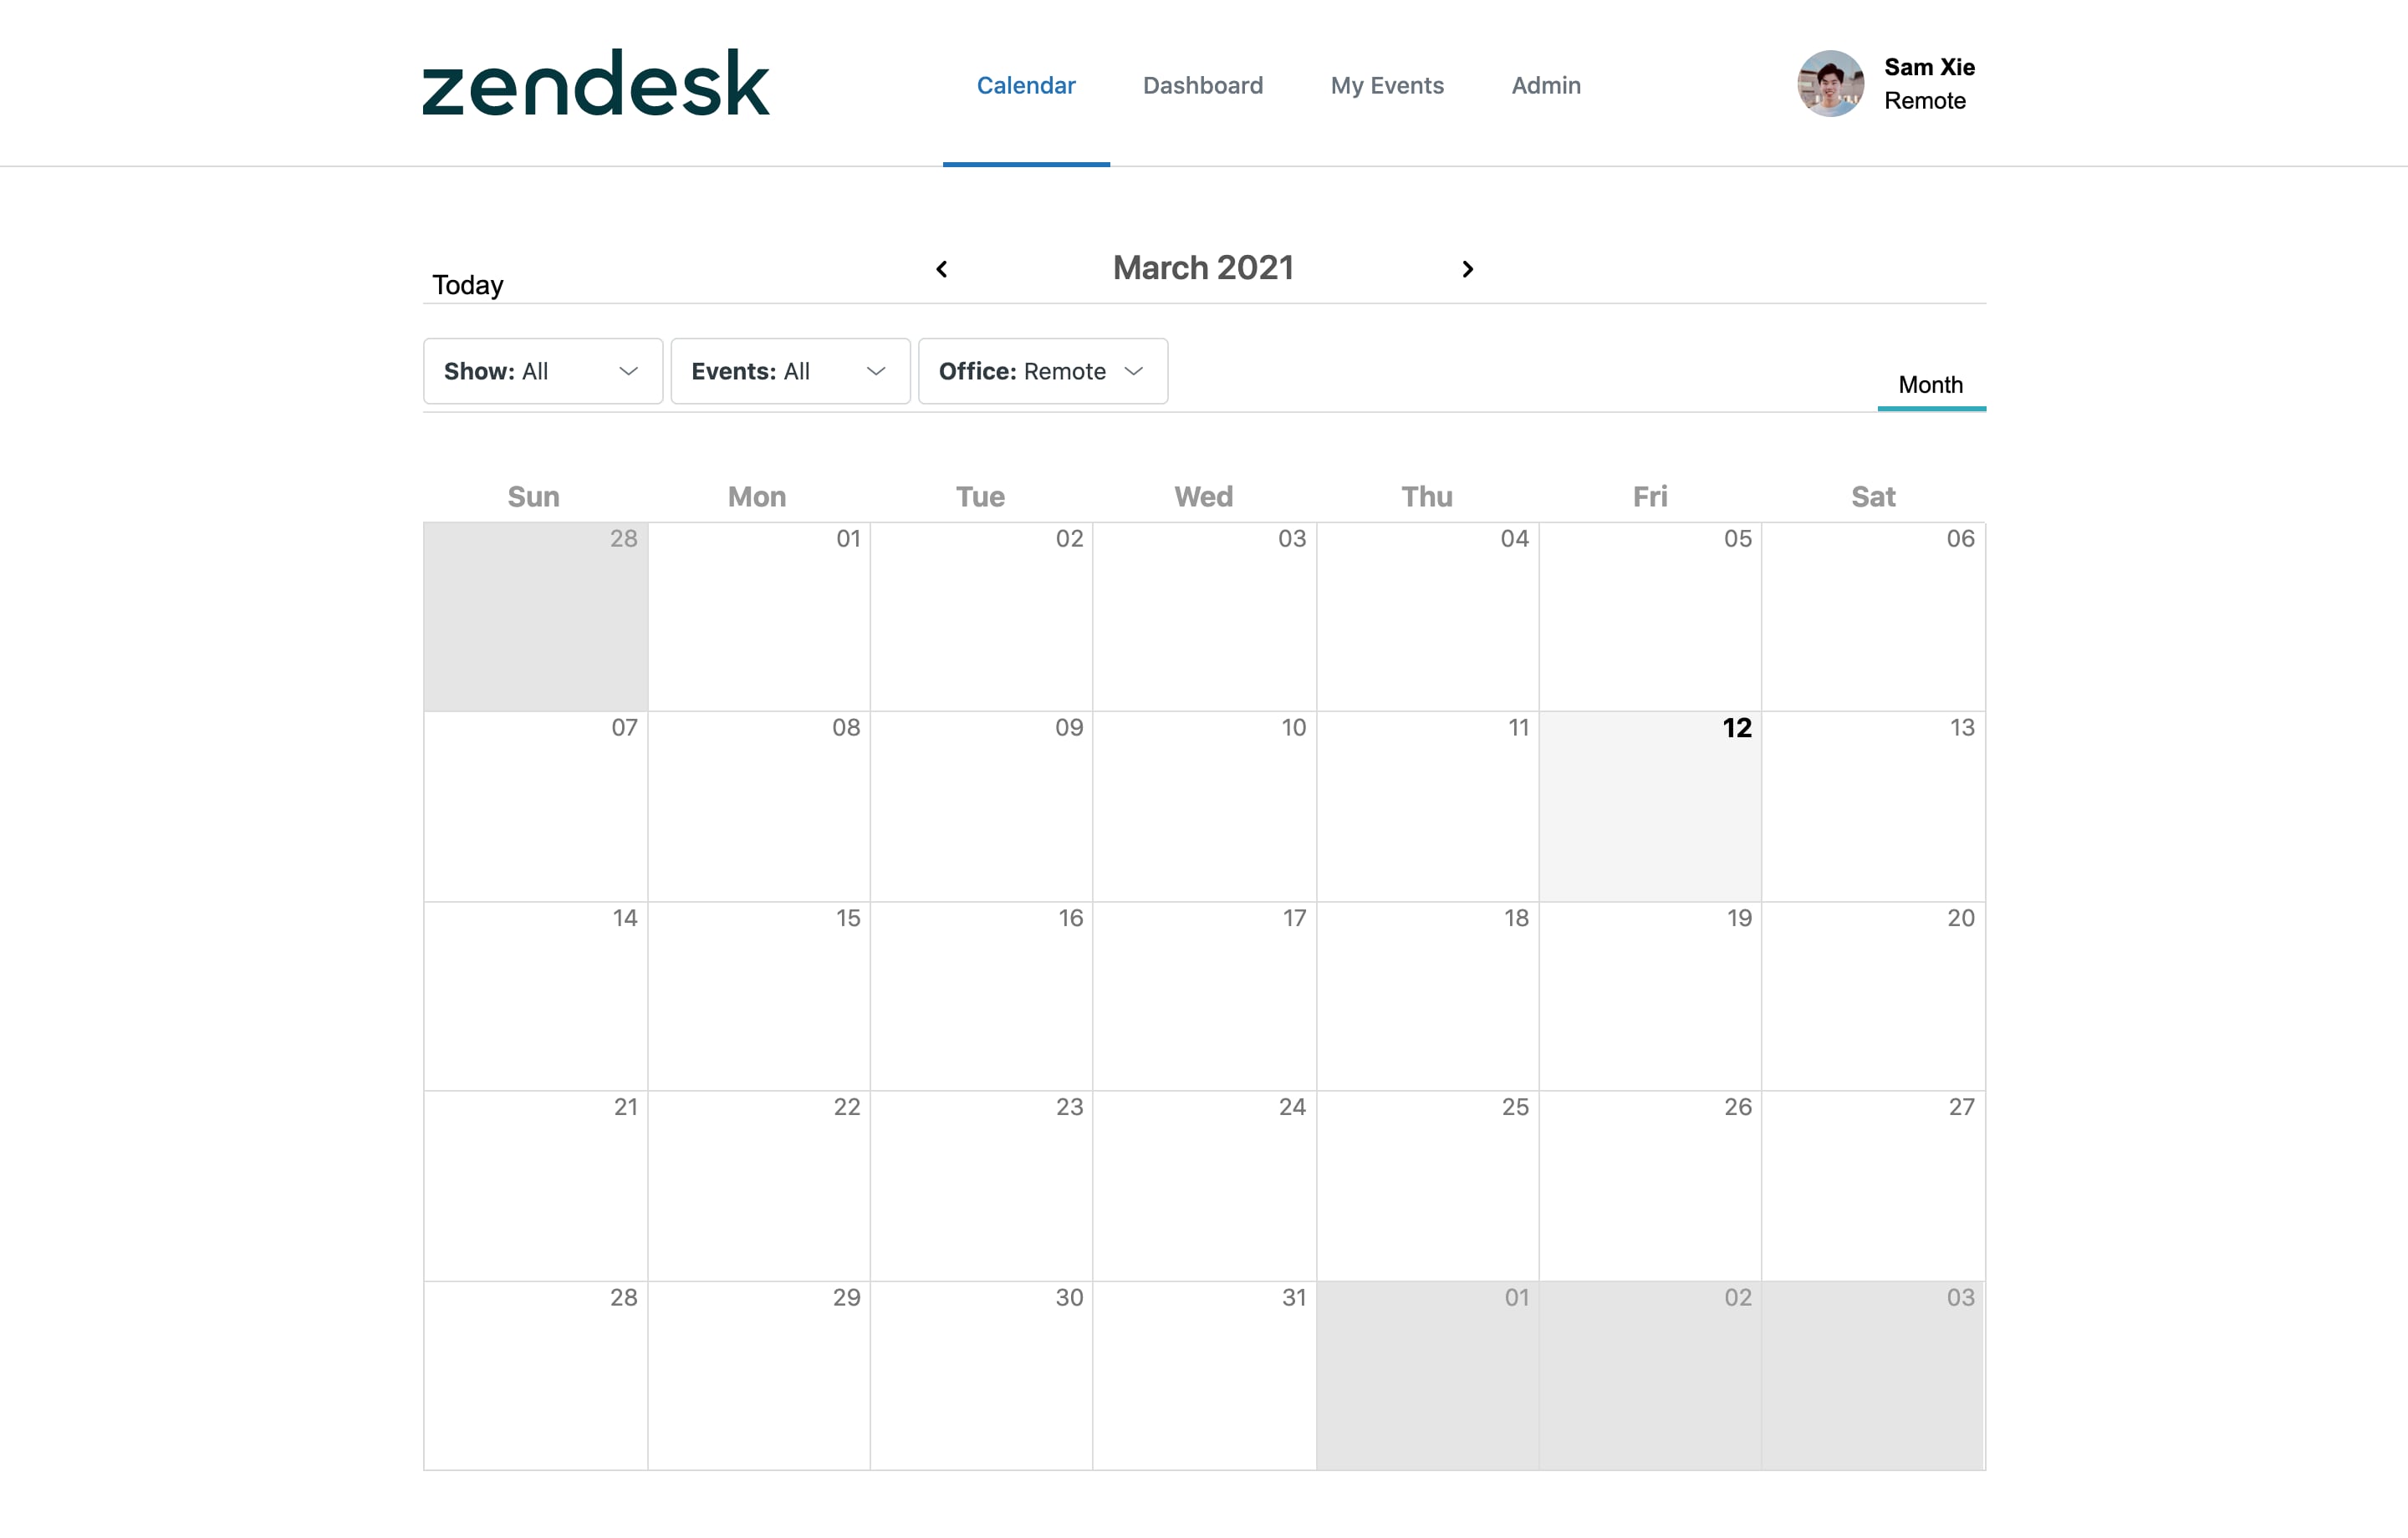 zendesk
Calendar Dashboard My Events Admin
Sam Xie
Remote
Today
March 2021
Show: All Events: All Office: Remote
Month
Sun Mon Tue Wed Thu Fri Sat
28 01 02 03 04 05 06
07 08 09 10 11 12 13
14 15 16 17 18 19 20
21 22 23 24 25 26 27
28 29 30 31 01 02 03